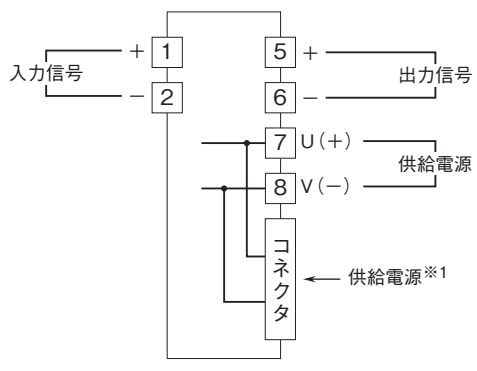 入力信号
+ 1
− 2
5 +
6 −
出力信号
7 U(+)
8 V(−)
供給電源
コネクタ
供給電源※1